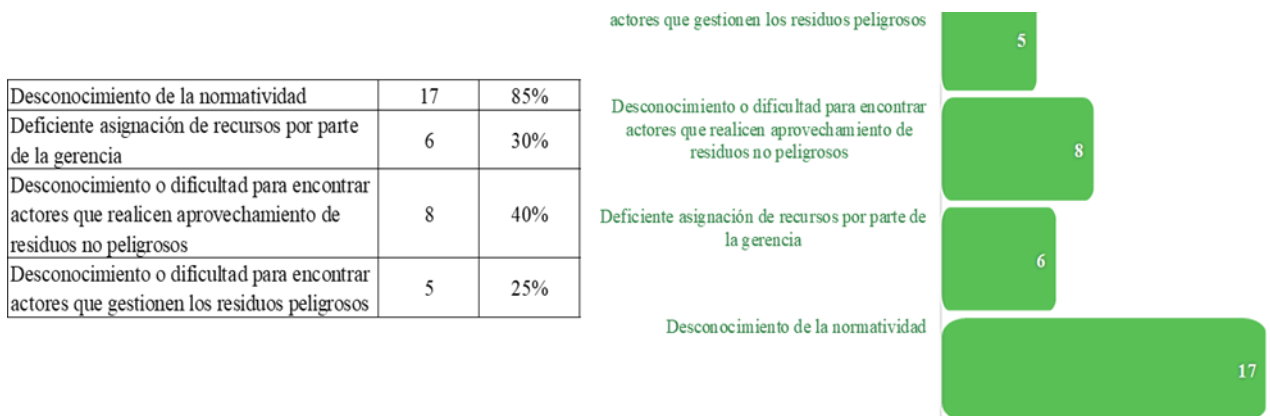 Desconocimiento de la normatividad 17 85%
Deficiente asignación de recursos por parte
de la gerencia 6 30%
Desconocimiento o dificultad para encontrar
actores que realicen aprovechamiento de
residuos no peligrosos 8 40%
Desconocimiento o dificultad para encontrar
actores que gestionen los residuos peligrosos 5 25%
actores que gestionen los residuos peligrosos
5
Desconocimiento o dificultad para encontrar
actores que realicen aprovechamiento de
residuos no peligrosos
8
Deficiente asignación de recursos por parte de
la gerencia
6
Desconocimiento de la normatividad
17